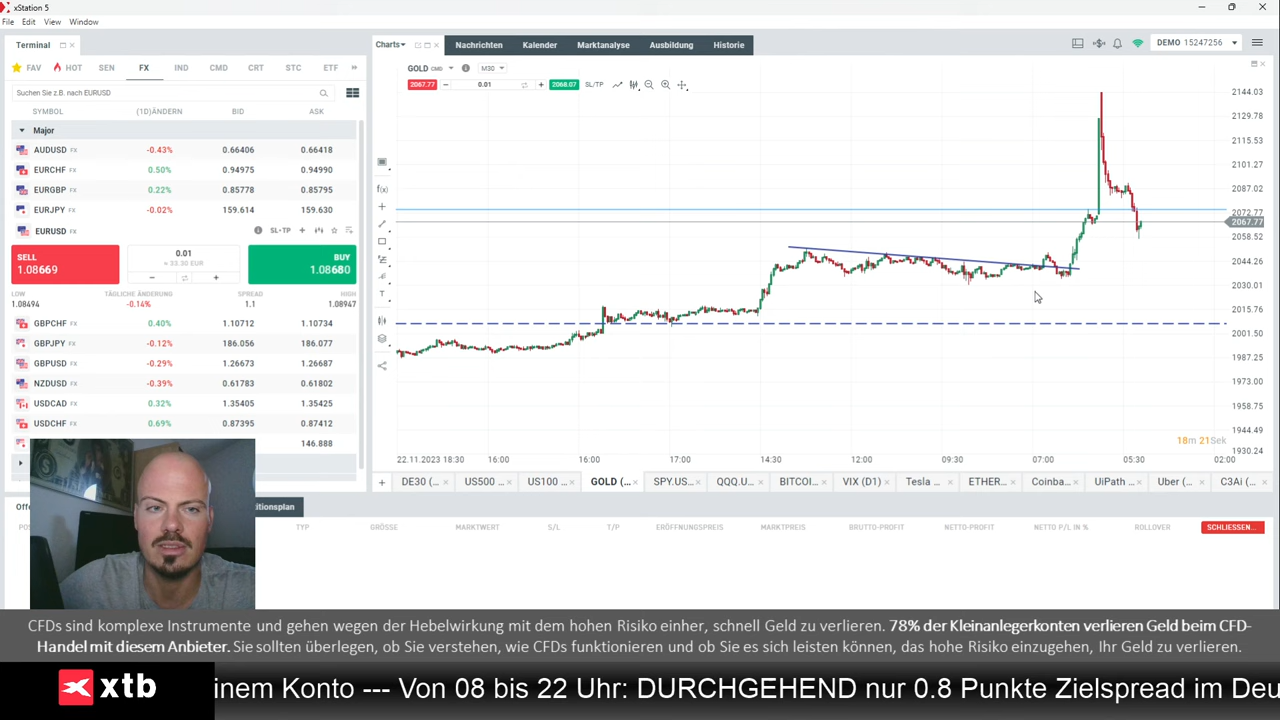 xStation 5
File Edit View Window
Terminal
FAV HOT SEN FX IND CMD CRT STC ETF
Suchen Sie z.B. nach EURUSD
SYMBOL (1D)ÄNDERN BID ASK
Major
AUDUSD FX -0.43% 0.66406 0.66418
EURCHF FX 0.50% 0.94975 0.94990
EURGBP FX 0.22% 0.85778 0.85795
EURJPY FX -0.02% 159.614 159.630
EURUSD FX SL+TP
SELL 1.08669
0.01
≈ 33.30 EUR
BUY 1.08680
LOW TÄGLICHE ÄNDERUNG SPREAD HIGH
1.08494 -0.14% 1.1 1.08947
GBPCHF FX 0.40% 1.10712 1.10734
GBPJPY FX -0.12% 186.056 186.077
GBPUSD FX -0.29% 1.26673 1.26687
NZDUSD FX -0.39% 0.61783 0.61802
USDCAD FX 0.32% 1.35405 1.35425
USDCHF FX 0.69% 0.87395 0.87412
146.888
Charts Nachrichten Kalender Marktanalyse Ausbildung Historie
DEMO 15247256
GOLD CMD M30
2067.77 0.01 2068.07 SL/TP
f(x)
T
2144.03
2129.78
2115.53
2101.27
2087.02
2072.77
2067.77
2058.52
2044.26
2030.01
2015.76
2001.50
1987.25
1973.00
1958.75
1944.49
1930.24
18m 21Sek
22.11.2023 18:30 16:00 16:00 17:00 14:30 12:00 09:30 07:00 05:30 02:00
DE30 (... US500 ... US100 ... GOLD (... SPY.US... QQQ.U... BITCOI... VIX (D1) Tesla ... ETHER... Coinba... UiPath ... Uber (... C3Ai (...
itionsplan
TYP GRÖSSE MARKTWERT S/L T/P ERÖFFNUNGSPREIS MARKTPREIS BRUTTO-PROFIT NETTO-PROFIT NETTO P/L IN % ROLLOVER SCHLIESSEN...
CFDs sind komplexe Instrumente und gehen wegen der Hebelwirkung mit dem hohen Risiko einher, schnell Geld zu verlieren. 78% der Kleinanlegerkonten verlieren Geld beim CFD-
Handel mit diesem Anbieter. Sie sollten überlegen, ob Sie verstehen, wie CFDs funktionieren und ob Sie es sich leisten können, das hohe Risiko einzugehen, Ihr Geld zu verlieren.
xtb
inem Konto --- Von 08 bis 22 Uhr: DURCHGEHEND nur 0.8 Punkte Zielspread im Deu